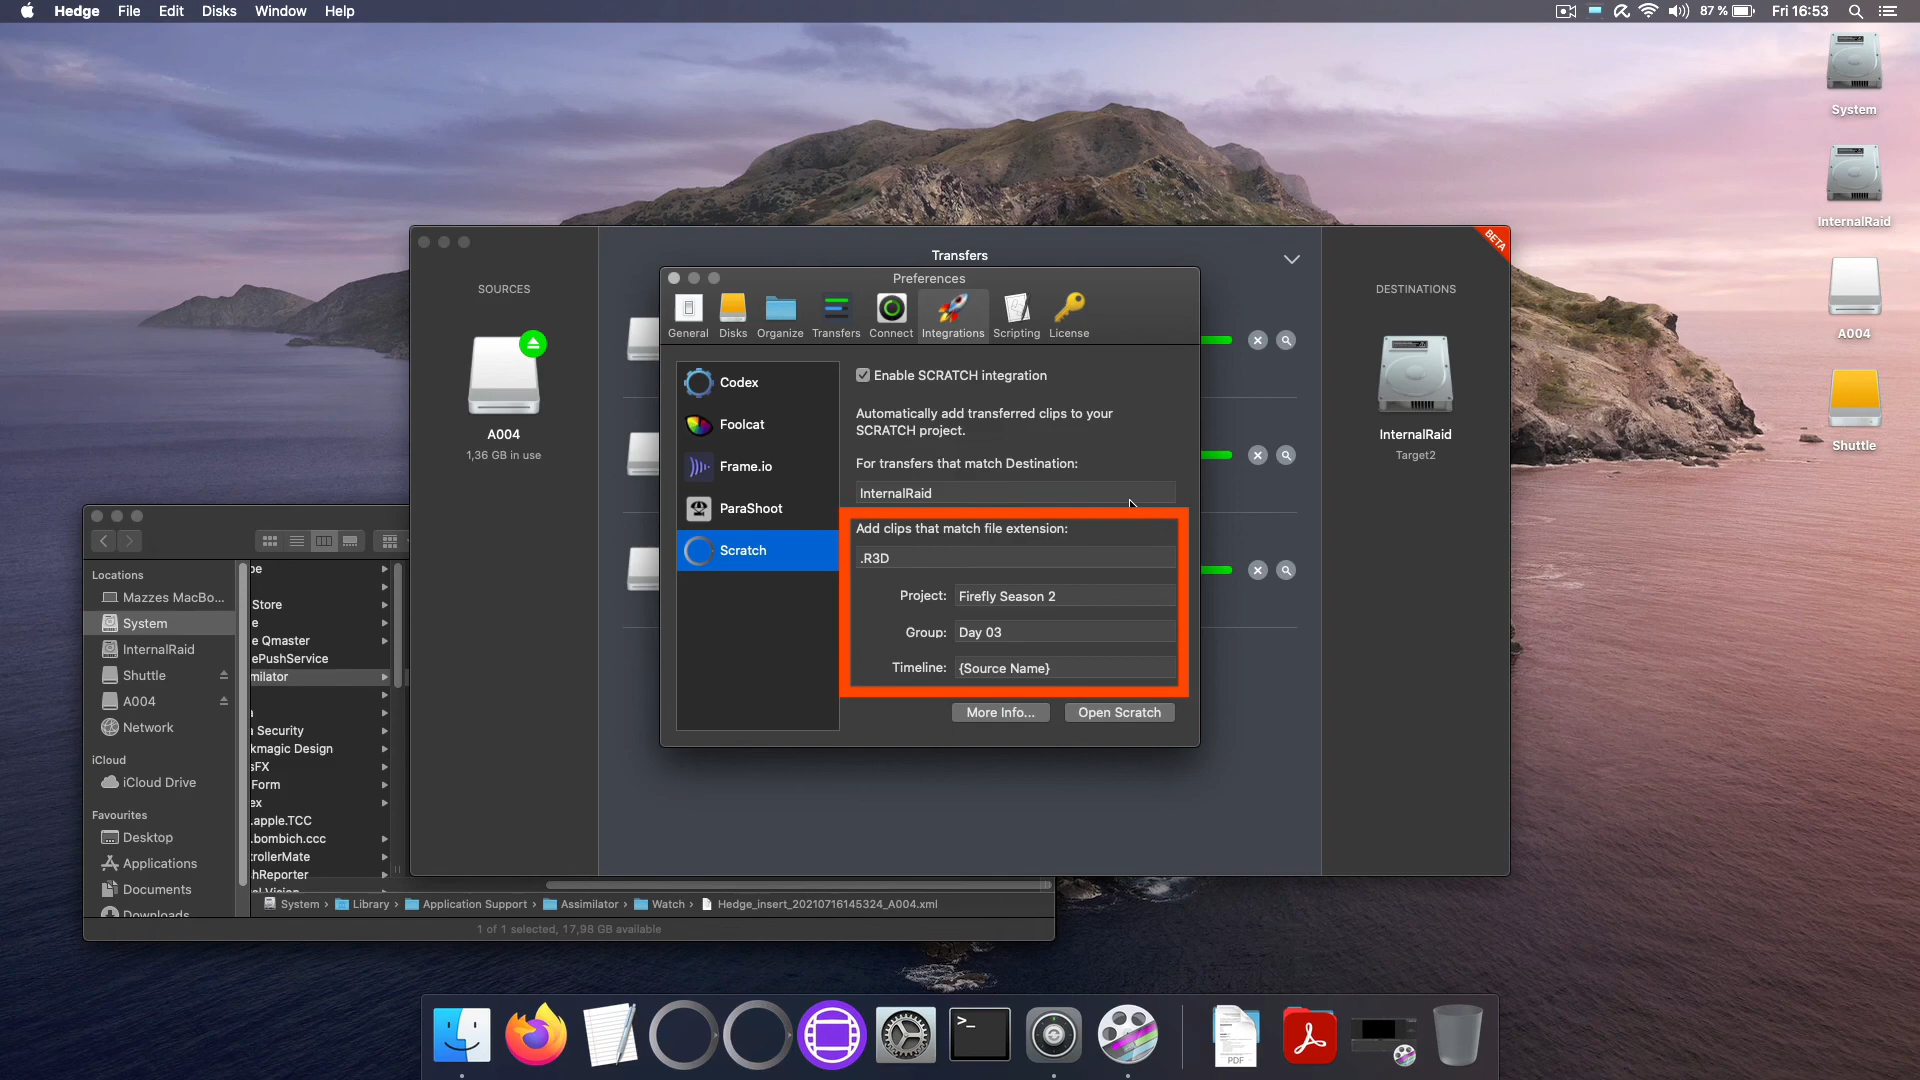 Hedge File Edit Disks Window Help
87 % Fri 16:53
System
InternalRaid
A004
Shuttle
BETA
Transfers
SOURCES
A004
1,36 GB in use
DESTINATIONS
InternalRaid
Target2
Preferences
General Disks Organize Transfers Connect Integrations Scripting License
Codex
Foolcat
Frame.io
ParaShoot
Scratch
Enable SCRATCH integration
Automatically add transferred clips to your
SCRATCH project.
For transfers that match Destination:
InternalRaid
Add clips that match file extension:
.R3D
Project: Firefly Season 2
Group: Day 03
Timeline: {Source Name}
More Info... Open Scratch
Locations
Mazzes MacBo...
System
InternalRaid
Shuttle
A004
Network
iCloud
iCloud Drive
Favourites
Desktop
Applications
Documents
Downloads
pe
Store
e
e Qmaster
ePushService
milator
Security
kmagic Design
sFX
Form
ex
.apple.TCC
.bombich.ccc
trollerMate
hReporter
System › Library › Application Support › Assimilator › Watch › Hedge_insert_20210716145324_A004.xml
1 of 1 selected, 17,98 GB available
>_
PDF